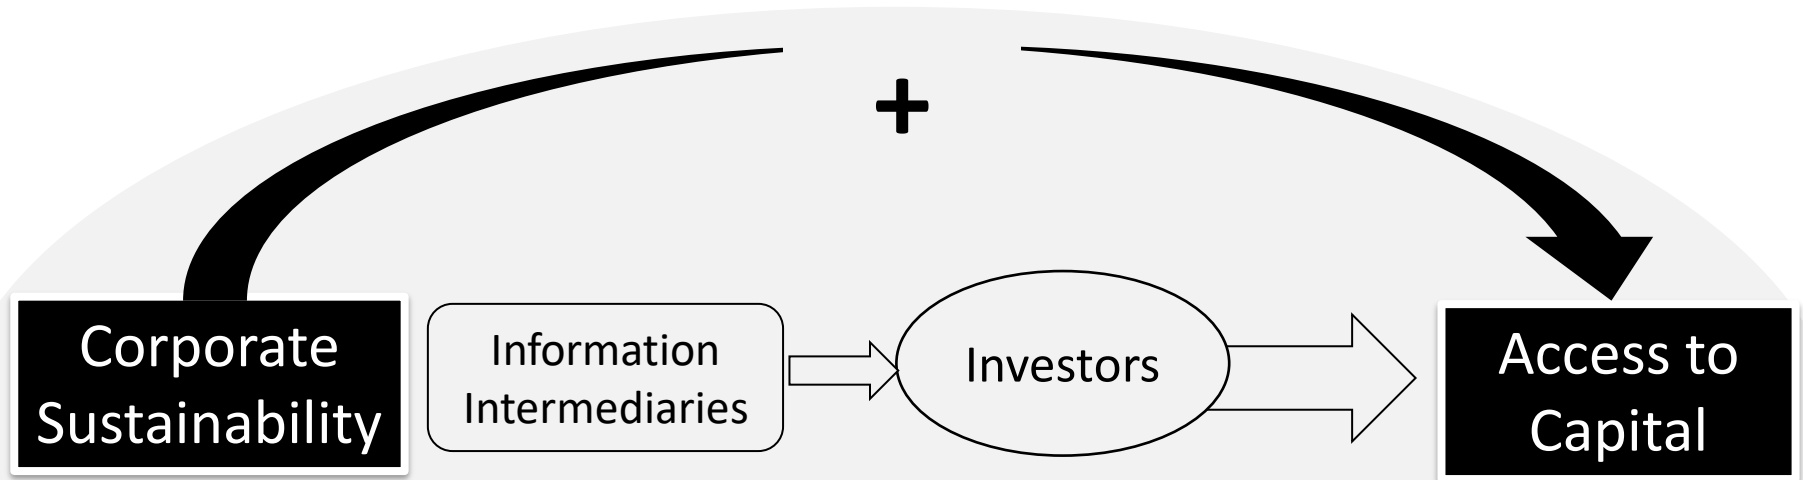 +
Corporate
Sustainability
Information
Intermediaries
Investors
Access to
Capital